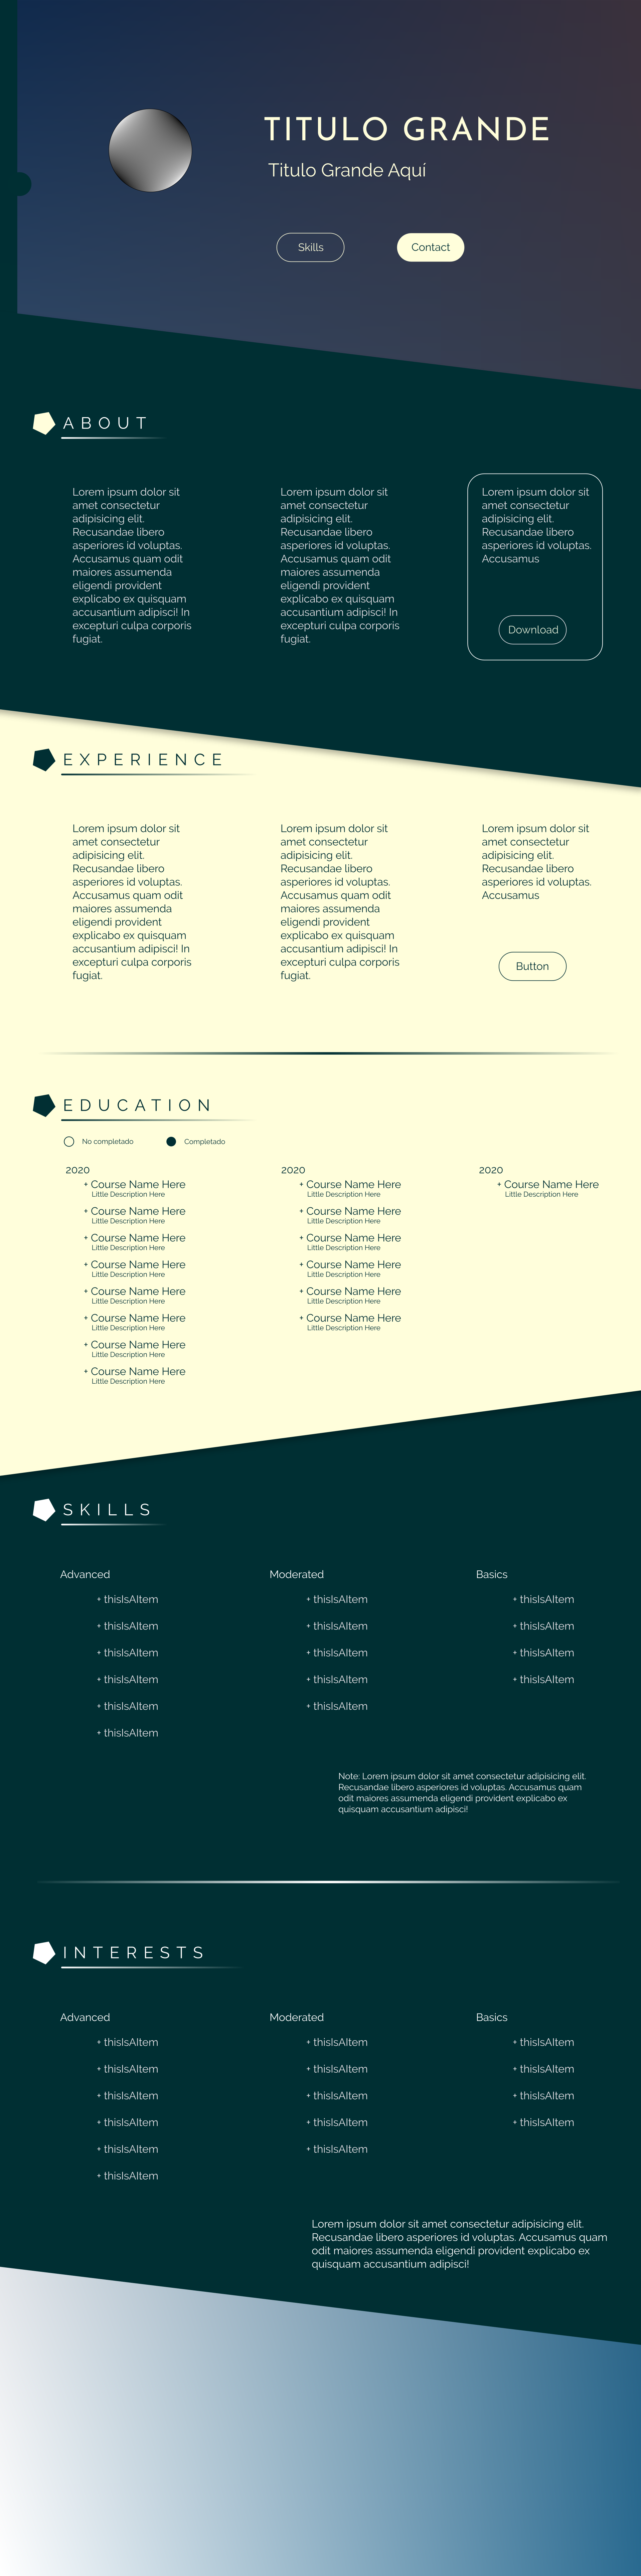 TITULO GRANDE
Titulo Grande Aquí
Skills
Contact
ABOUT
Lorem ipsum dolor sit
amet consectetur
adipisicing elit.
Recusandae libero
asperiores id voluptas.
Accusamus quam odit
maiores assumenda
eligendi provident
explicabo ex quisquam
accusantium adipisci! In
excepturi culpa corporis
fugiat.
Lorem ipsum dolor sit
amet consectetur
adipisicing elit.
Recusandae libero
asperiores id voluptas.
Accusamus quam odit
maiores assumenda
eligendi provident
explicabo ex quisquam
accusantium adipisci! In
excepturi culpa corporis
fugiat.
Lorem ipsum dolor sit
amet consectetur
adipisicing elit.
Recusandae libero
asperiores id voluptas.
Accusamus
Download
EXPERIENCE
Lorem ipsum dolor sit
amet consectetur
adipisicing elit.
Recusandae libero
asperiores id voluptas.
Accusamus quam odit
maiores assumenda
eligendi provident
explicabo ex quisquam
accusantium adipisci! In
excepturi culpa corporis
fugiat.
Lorem ipsum dolor sit
amet consectetur
adipisicing elit.
Recusandae libero
asperiores id voluptas.
Accusamus quam odit
maiores assumenda
eligendi provident
explicabo ex quisquam
accusantium adipisci! In
excepturi culpa corporis
fugiat.
Lorem ipsum dolor sit
amet consectetur
adipisicing elit.
Recusandae libero
asperiores id voluptas.
Accusamus
Button
EDUCATION
No completado
Completado
2020
+ Course Name Here
Little Description Here
+ Course Name Here
Little Description Here
+ Course Name Here
Little Description Here
+ Course Name Here
Little Description Here
+ Course Name Here
Little Description Here
+ Course Name Here
Little Description Here
+ Course Name Here
Little Description Here
+ Course Name Here
Little Description Here
2020
+ Course Name Here
Little Description Here
+ Course Name Here
Little Description Here
+ Course Name Here
Little Description Here
+ Course Name Here
Little Description Here
+ Course Name Here
Little Description Here
+ Course Name Here
Little Description Here
2020
+ Course Name Here
Little Description Here
SKILLS
Advanced
+ thisIsAItem
+ thisIsAItem
+ thisIsAItem
+ thisIsAItem
+ thisIsAItem
+ thisIsAItem
Moderated
+ thisIsAItem
+ thisIsAItem
+ thisIsAItem
+ thisIsAItem
+ thisIsAItem
Basics
+ thisIsAItem
+ thisIsAItem
+ thisIsAItem
+ thisIsAItem
Note: Lorem ipsum dolor sit amet consectetur adipisicing elit.
Recusandae libero asperiores id voluptas. Accusamus quam
odit maiores assumenda eligendi provident explicabo ex
quisquam accusantium adipisci!
INTERESTS
Advanced
+ thisIsAItem
+ thisIsAItem
+ thisIsAItem
+ thisIsAItem
+ thisIsAItem
+ thisIsAItem
Moderated
+ thisIsAItem
+ thisIsAItem
+ thisIsAItem
+ thisIsAItem
+ thisIsAItem
Basics
+ thisIsAItem
+ thisIsAItem
+ thisIsAItem
+ thisIsAItem
Lorem ipsum dolor sit amet consectetur adipisicing elit.
Recusandae libero asperiores id voluptas. Accusamus quam
odit maiores assumenda eligendi provident explicabo ex
quisquam accusantium adipisci!